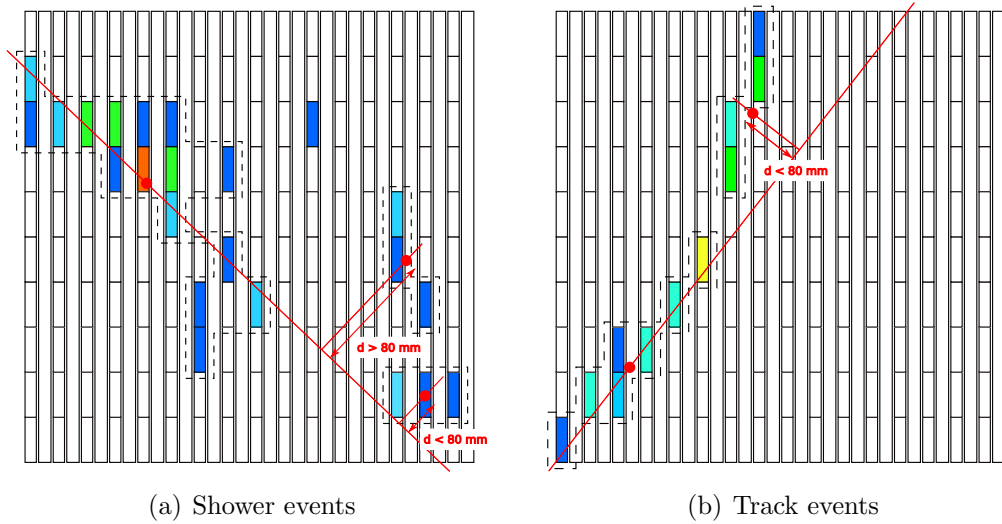 d < 80 mm
d > 80 mm
d < 80 mm
(a) Shower events
(b) Track events